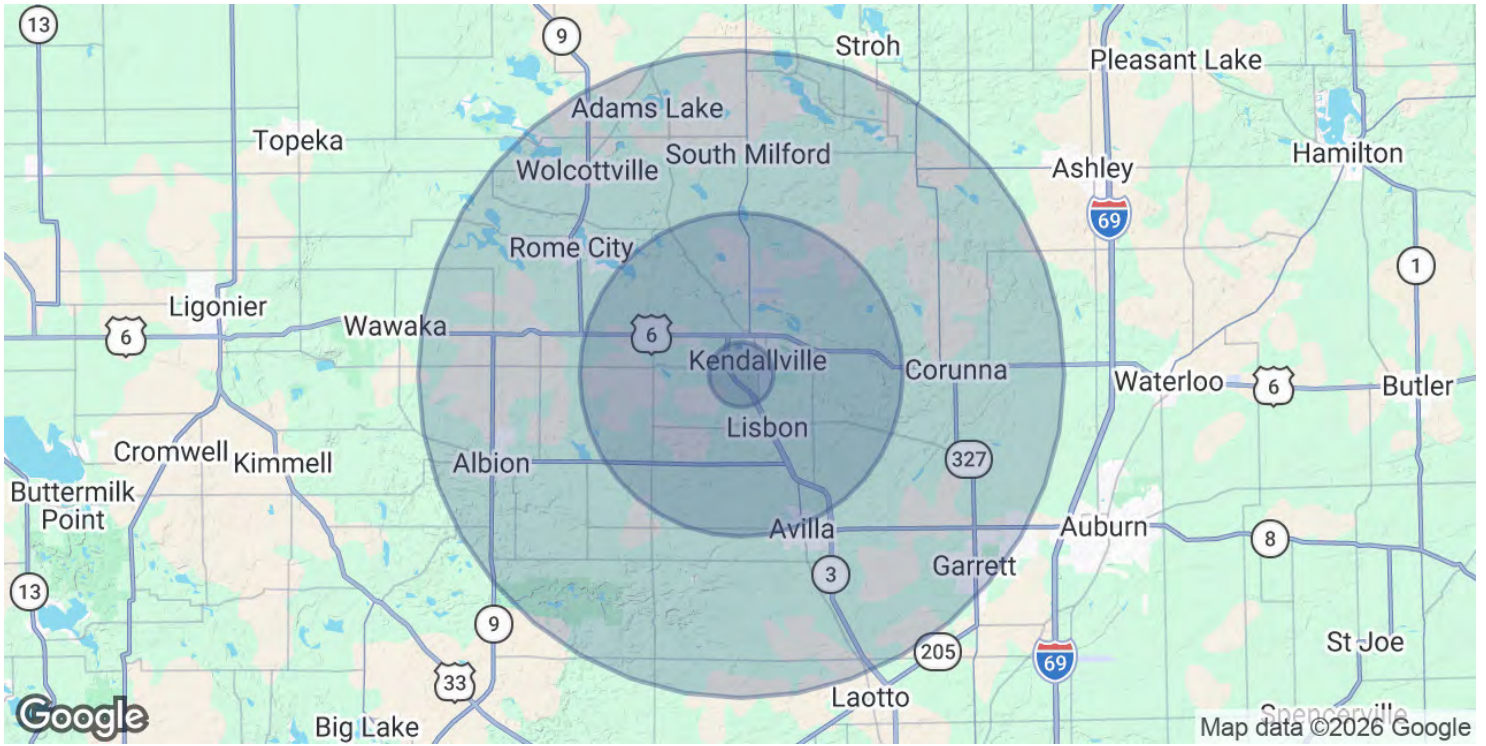 13
9
Stroh
Pleasant Lake
Adams Lake
Topeka
South Milford
Hamilton
Wolcottville
Ashley
69
Rome City
1
Ligonier
Wawaka
6
6
Kendallville
Corunna
Waterloo
6
Butler
Lisbon
Cromwell
Kimmell
Albion
327
Buttermilk
Point
Avilla
Auburn
8
Garrett
3
13
9
205
St Joe
69
33
Laotto
Google
Big Lake
Spencerville
Map data ©2026 Google